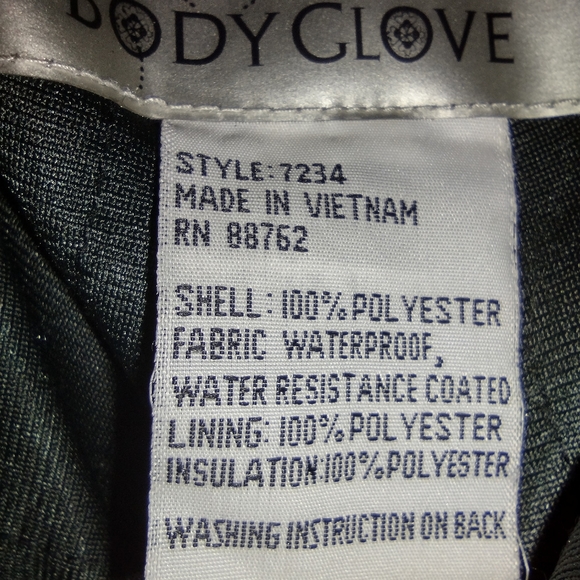 BODY GLOVE
STYLE:7234
MADE IN VIETNAM
RN 88762
SHELL:100%POLYESTER
FABRIC WATERPROOF,
WATER RESISTANCE COATED
LINING:100%POLYESTER
INSULATION:100%POLYESTER
WASHING INSTRUCTION ON BACK